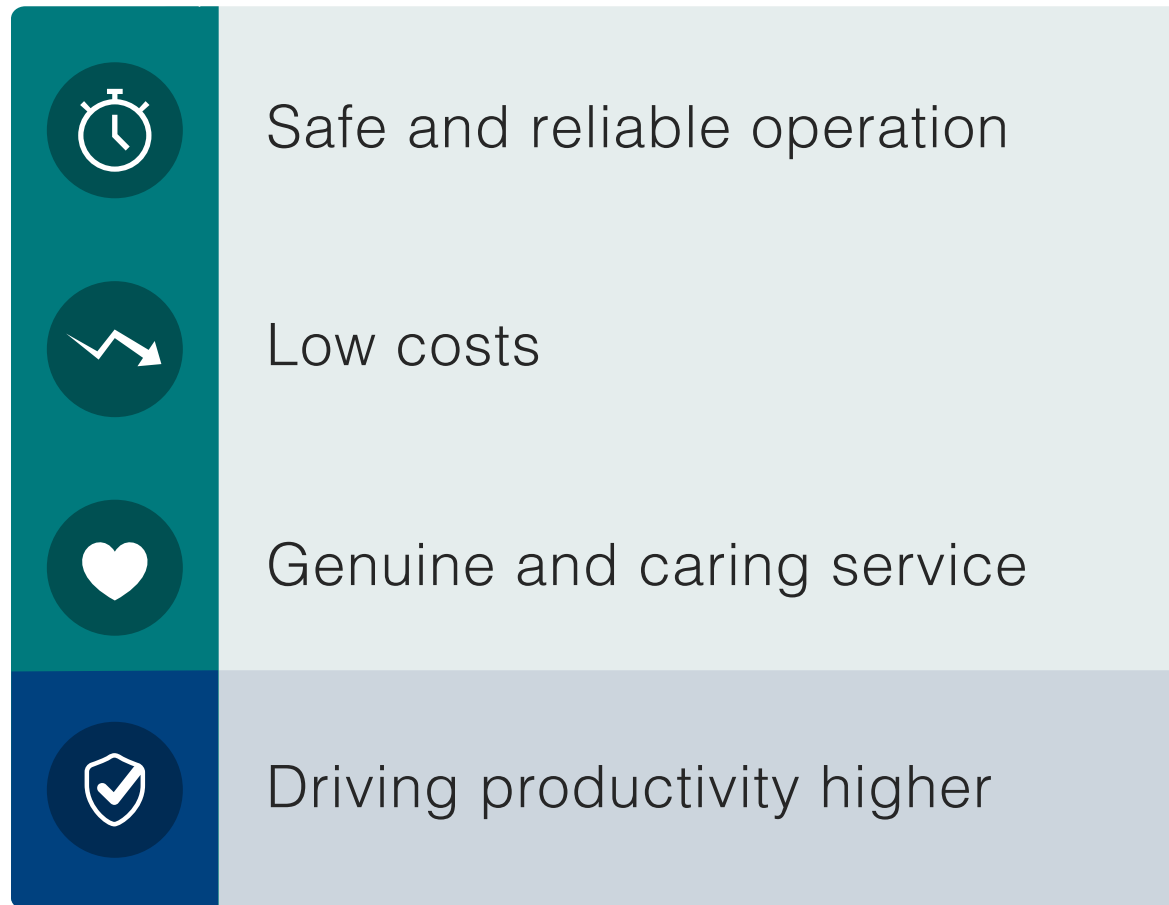 Safe and reliable operation
Low costs
Genuine and caring service
Driving productivity higher